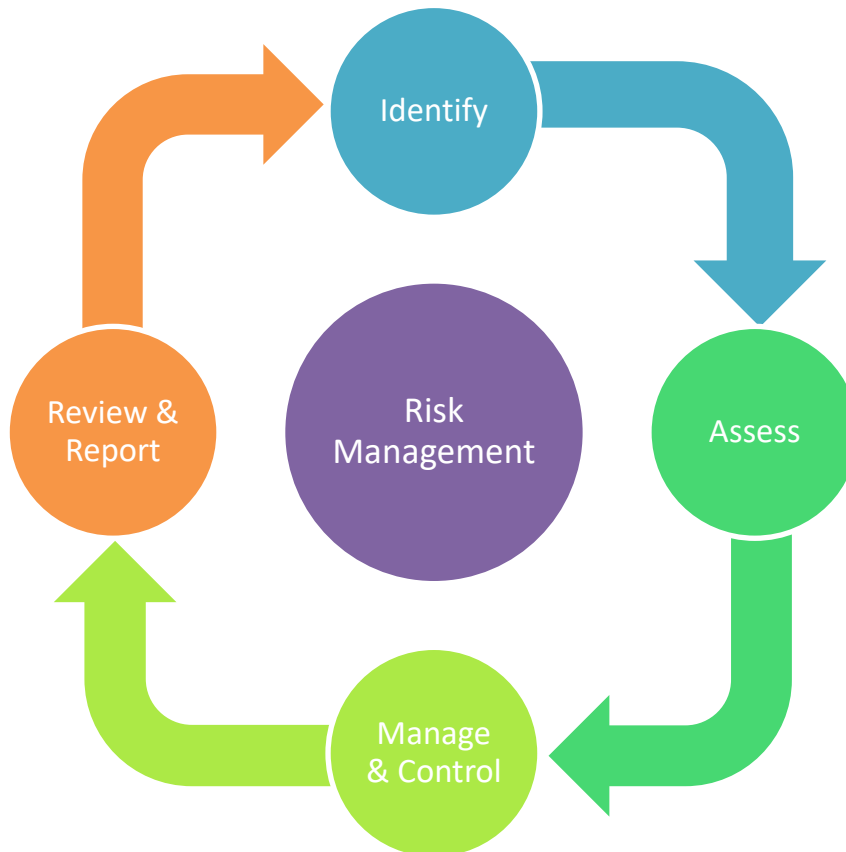 Identify
Risk
Management
Assess
Review &
Report
Manage
& Control